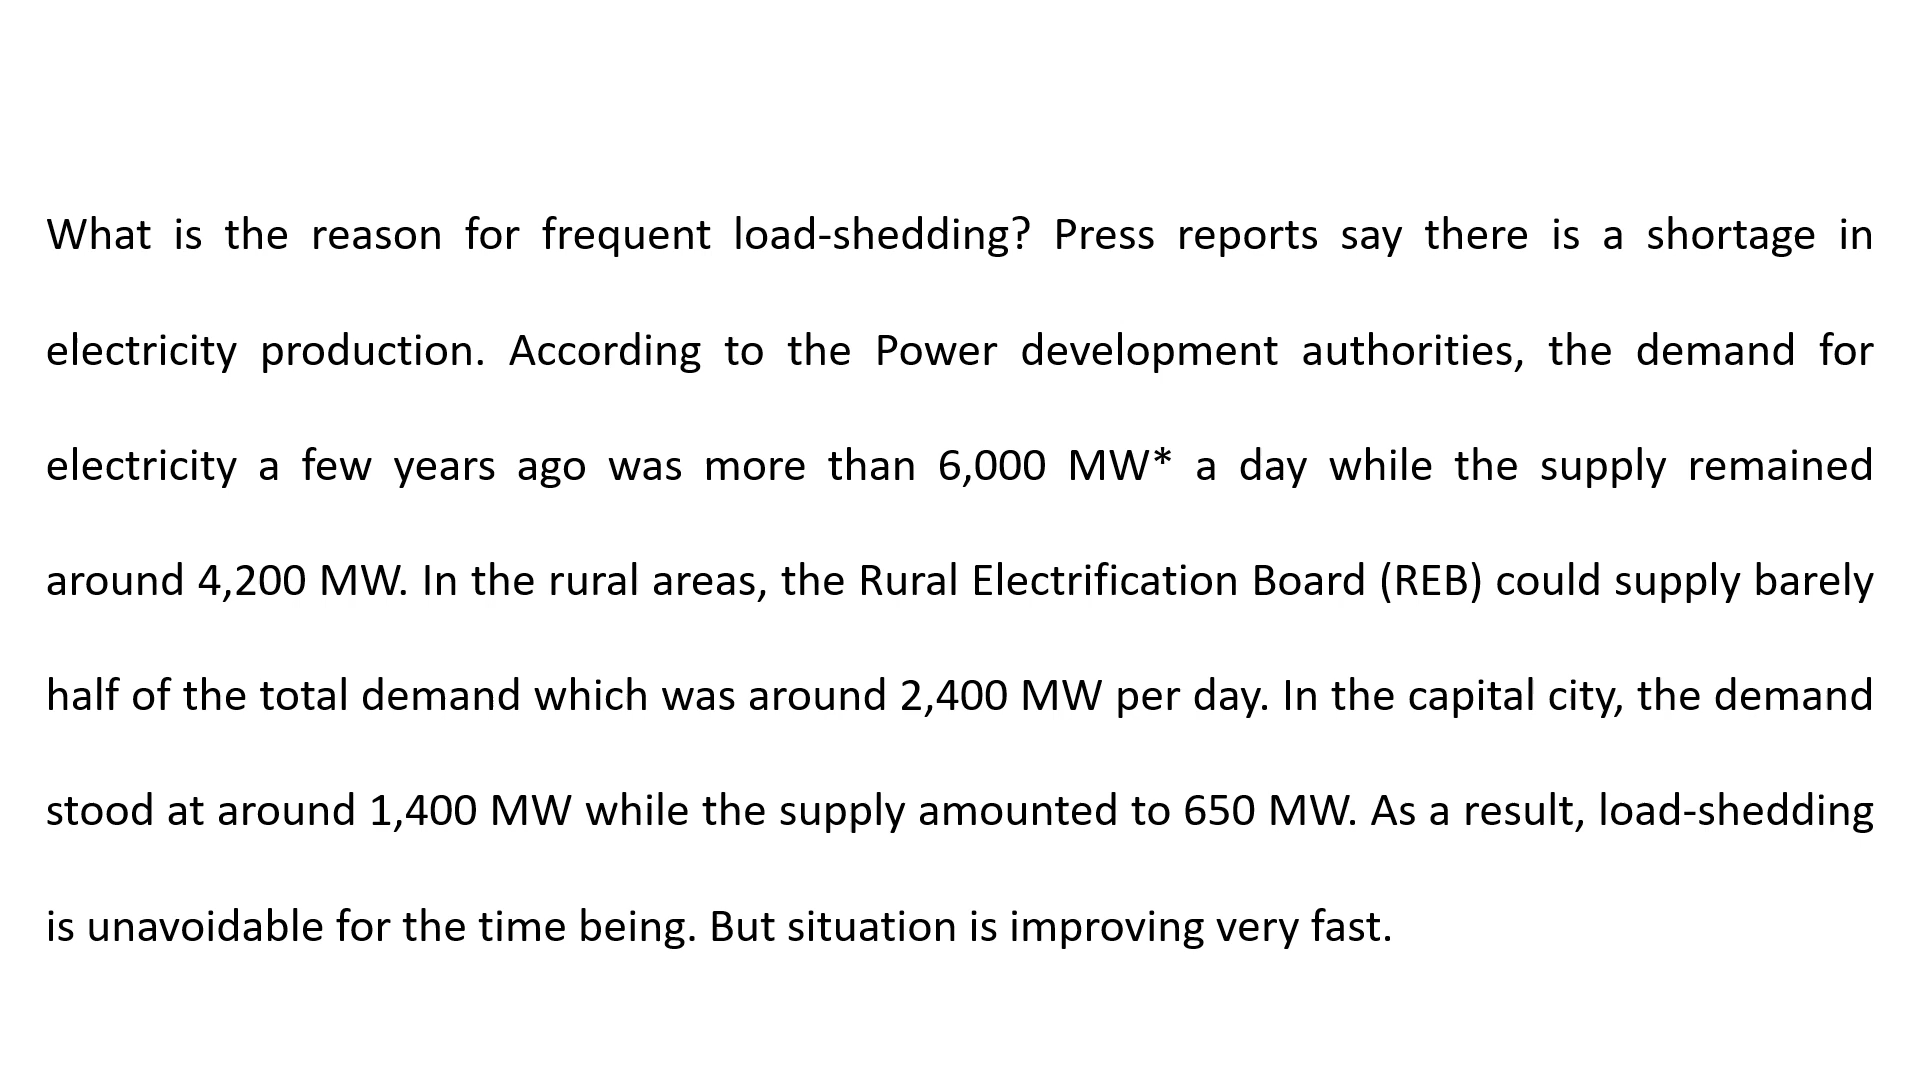 What is the reason for frequent load-shedding? Press reports say there is a shortage in
electricity production. According to the Power development authorities, the demand for
electricity a few years ago was more than 6,000 MW* a day while the supply remained
around 4,200 MW. In the rural areas, the Rural Electrification Board (REB) could supply barely
half of the total demand which was around 2,400 MW per day. In the capital city, the demand
stood at around 1,400 MW while the supply amounted to 650 MW. As a result, load-shedding
is unavoidable for the time being. But situation is improving very fast.